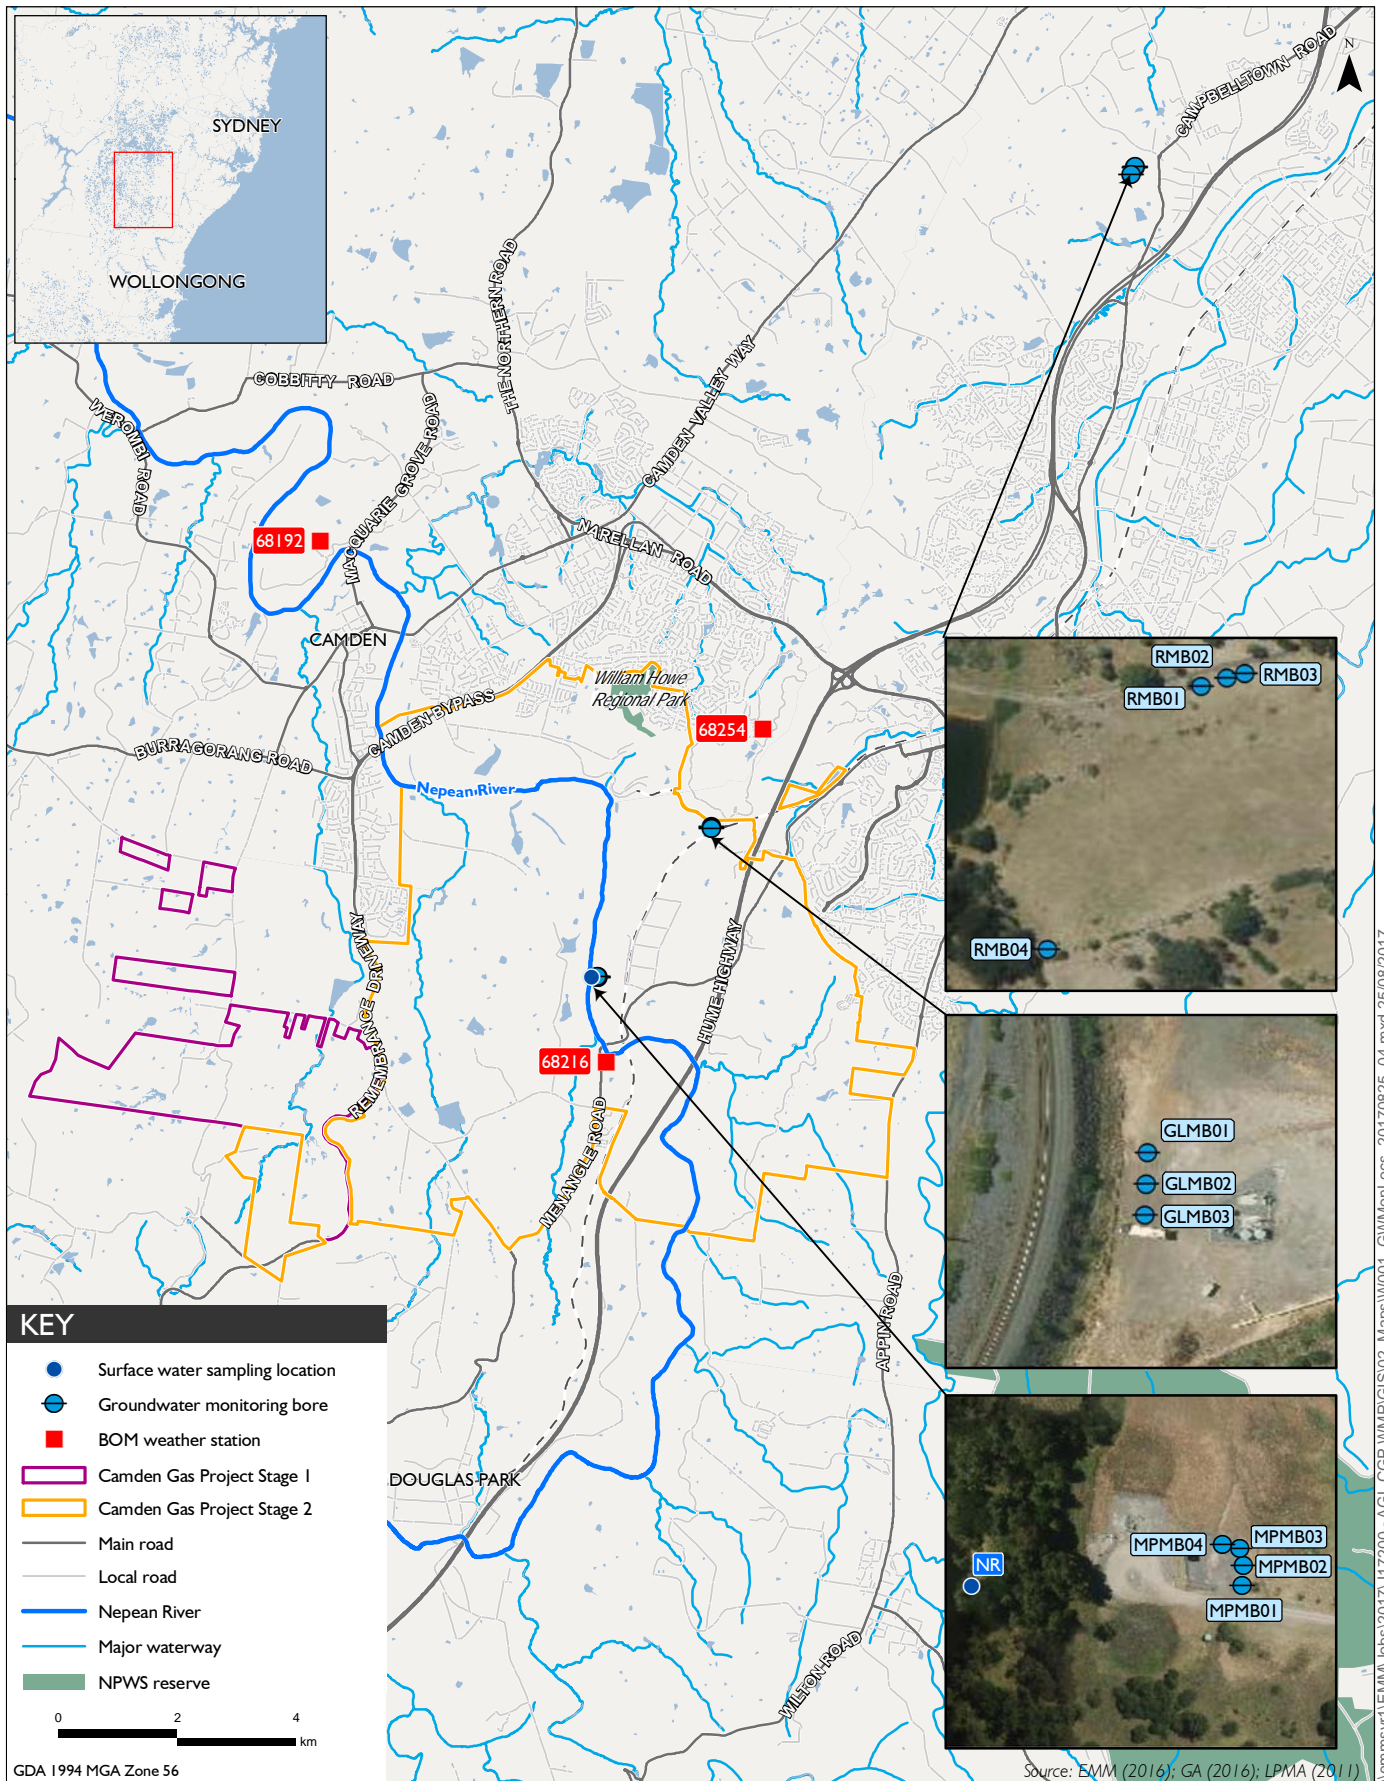 SYDNEY
WOLLONGONG
N
CAMPBELLTOWN ROAD
THE NORTHERN ROAD
CAMDEN VALLEY WAY
COBBITTY ROAD
WEROMBI ROAD
MACQUARIE GROVE ROAD
NARELLAN ROAD
68192
CAMDEN
William Howe
Regional Park
CAMDEN BYPASS
68254
BURRAGORANG ROAD
Nepean River
RMB02
RMB03
RMB01
RMB04
REMEMBRANCE DRIVEWAY
HUME HIGHWAY
68216
MENANGLE ROAD
GLMB01
GLMB02
GLMB03
APPIN ROAD
DOUGLAS PARK
WILTON ROAD
MPMB04
MPMB03
MPMB02
MPMB01
NR
KEY
Surface water sampling location
Groundwater monitoring bore
BOM weather station
Camden Gas Project Stage 1
Camden Gas Project Stage 2
Main road
Local road
Nepean River
Major waterway
NPWS reserve
0 2 4
km
GDA 1994 MGA Zone 56
Source: EMM (2016); GA (2016); LPMA (2011)